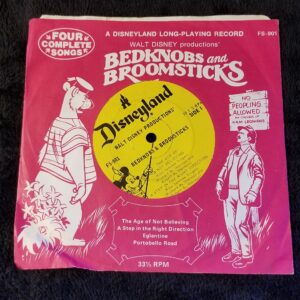 FOUR
COMPLETE
SONGS
A DISNEYLAND LONG-PLAYING RECORD
FS-901
WALT DISNEY productions'
BEDKNOBS and
BROOMSTICKS
Disneyland
WALT DISNEY PRODUCTIONS'
BEDKNOBS & BROOMSTICKS
FS-901
SIDE 1
NO
PEOPLING
ALLOWED
The Age of Not Believing
A Step in the Right Direction
Eglantine
Portobello Road
33⅓ RPM